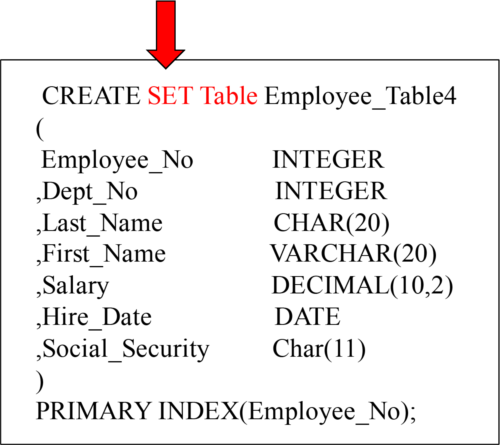 CREATE SET Table Employee_Table4
(
Employee_No INTEGER
,Dept_No INTEGER
,Last_Name CHAR(20)
,First_Name VARCHAR(20)
,Salary DECIMAL(10,2)
,Hire_Date DATE
,Social_Security Char(11)
)
PRIMARY INDEX(Employee_No);